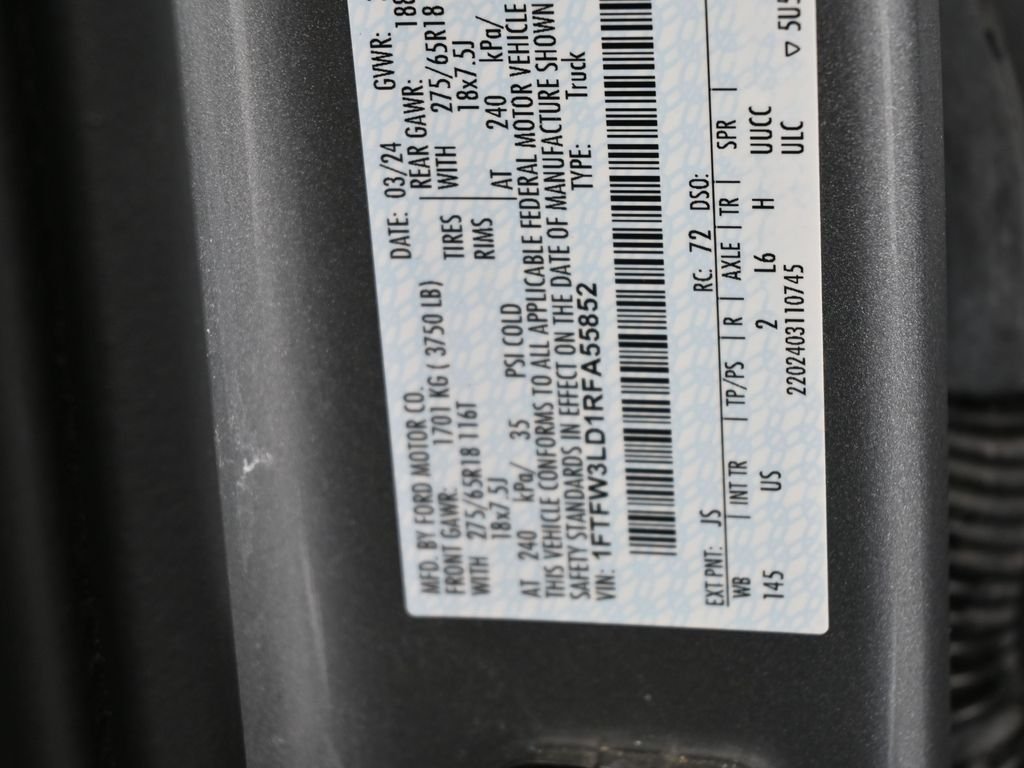 MFD. BY FORD MOTOR CO. DATE: 03/24 GVWR:
FRONT GAWR: 1701 KG ( 3750 LB) REAR GAWR: 188
WITH 275/65R18 116T TIRES WITH 275/65R18
18x7.5J RIMS 18x7.5J
AT 240 kPa/ 35 PSI COLD AT 240 kPa/
THIS VEHICLE CONFORMS TO ALL APPLICABLE FEDERAL MOTOR VEHICLE
SAFETY STANDARDS IN EFFECT ON THE DATE OF MANUFACTURE SHOWN
VIN: 1FTFW3LD1RFA55852 TYPE: Truck
EXT PNT: JS RC: 72 DSO:
WB | INT TR | TP/PS | R | AXLE | TR | SPR |
145 US 2 L6 H UUCC
ULC ▽ 5U5
2202403110745